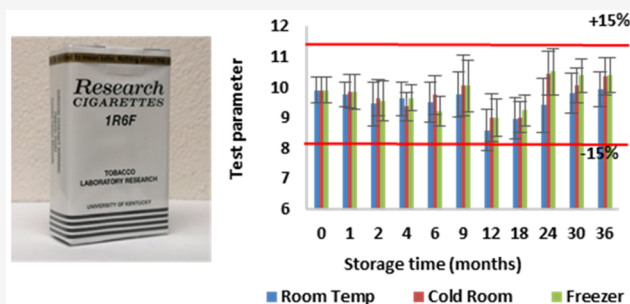 Research
CIGARETTES
1R6F
TOBACCO
LABORATORY RESEARCH
UNIVERSITY OF KENTUCKY
+15%
12
11
10
9
8
7
6
Test parameter
-15%
0 1 2 4 6 9 12 18 24 30 36
Storage time (months)
Room Temp Cold Room Freezer